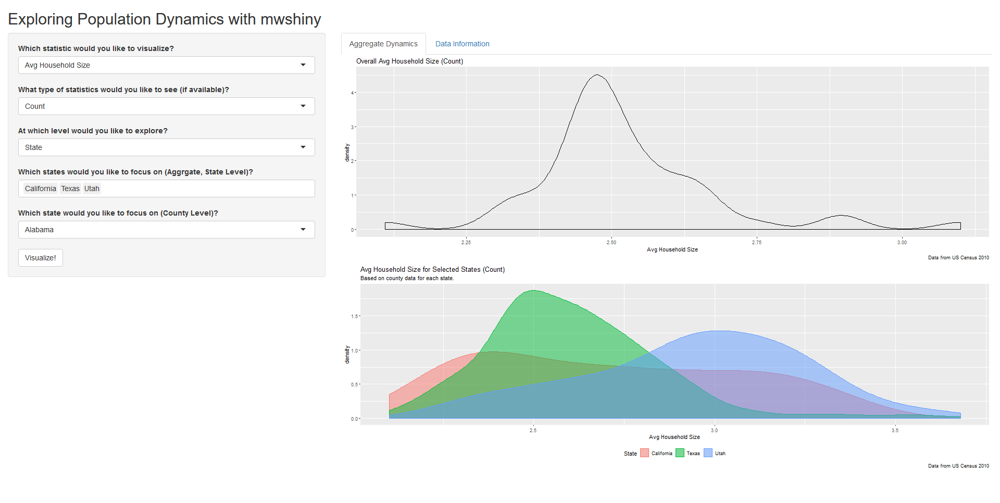 Exploring Population Dynamics with mwshiny
Which statistic would you like to visualize?
Avg Household Size
What type of statistics would you like to see (if available)?
Count
At which level would you like to explore?
State
Which states would you like to focus on (Aggrgate, State Level)?
California Texas Utah
Which state would you like to focus on (County Level)?
Alabama
Visualize!
Aggregate Dynamics
Data Information
Overall Avg Household Size (Count)
density
4
3
2
1
0
2.25 2.50 2.75 3.00
Avg Household Size
Data from US Census 2010
Avg Household Size for Selected States (Count)
Based on county data for each state.
density
1.5
1.0
0.5
0.0
2.5 3.0 3.5
Avg Household Size
State California Texas Utah
Data from US Census 2010